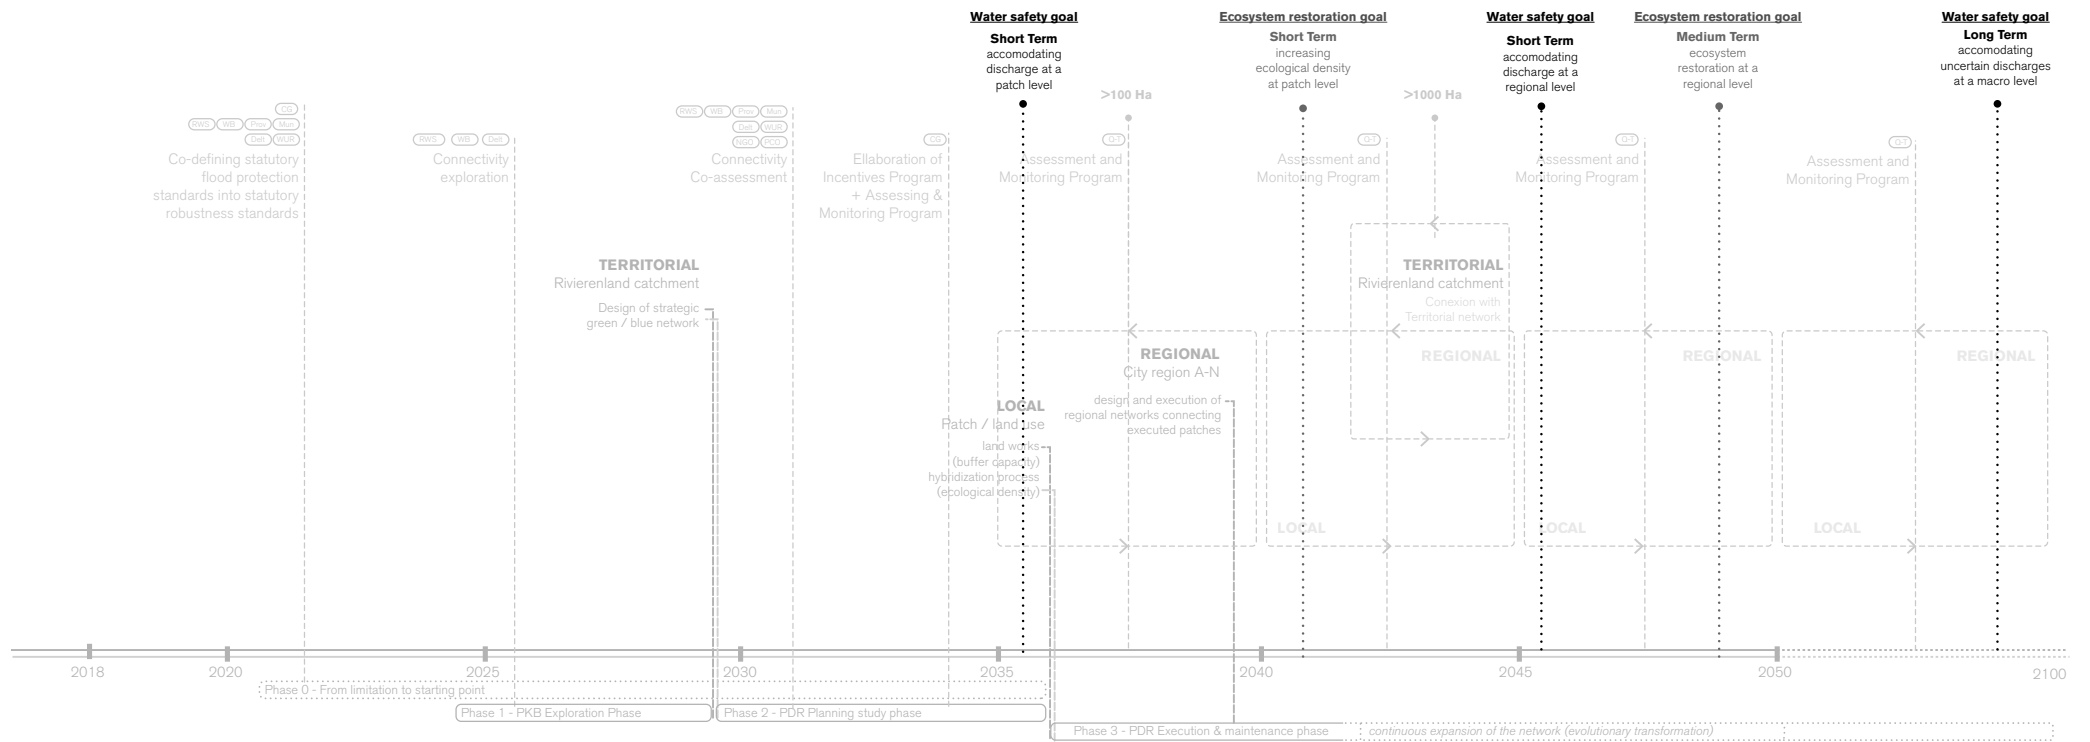 Water safety goal
Short Term
accomodating
discharge at a
patch level
Ecosystem restoration goal
Short Term
increasing
ecological density
at patch level
Water safety goal
Short Term
accomodating
discharge at a
regional level
Ecosystem restoration goal
Medium Term
ecosystem
restoration at a
regional level
Water safety goal
Long Term
accomodating
uncertain discharges
at a macro level
>100 Ha
>1000 Ha
CG
RWS WB Prov Mun
Delt WUR
Co-defining statutory
flood protection
standards into statutory
robustness standards
RWS WB Delt
Connectivity
exploration
RWS WB Prov Mun
Delt WUR
NGO PCO
Connectivity
Co-assessment
CG
Ellaboration of
Incentives Program
+ Assessing &
Monitoring Program
Q-T
Assessment and
Monitoring Program
Q-T
Assessment and
Monitoring Program
Q-T
Assessment and
Monitoring Program
Q-T
Assessment and
Monitoring Program
TERRITORIAL
Rivierenland catchment
Design of strategic
green / blue network
TERRITORIAL
Rivierenland catchment
Conexion with
Territorial network
REGIONAL
City region A-N
design and execution of
regional networks connecting
executed patches
REGIONAL
REGIONAL
REGIONAL
LOCAL
Patch / land use
land works
(buffer capacity)
hybridization process
(ecological density)
LOCAL
LOCAL
LOCAL
2018
2020
2025
2030
2035
2040
2045
2050
2100
Phase 0 - From limitation to starting point
Phase 1 - PKB Exploration Phase
Phase 2 - PDR Planning study phase
Phase 3 - PDR Execution & maintenance phase
continuous expansion of the network (evolutionary transformation)